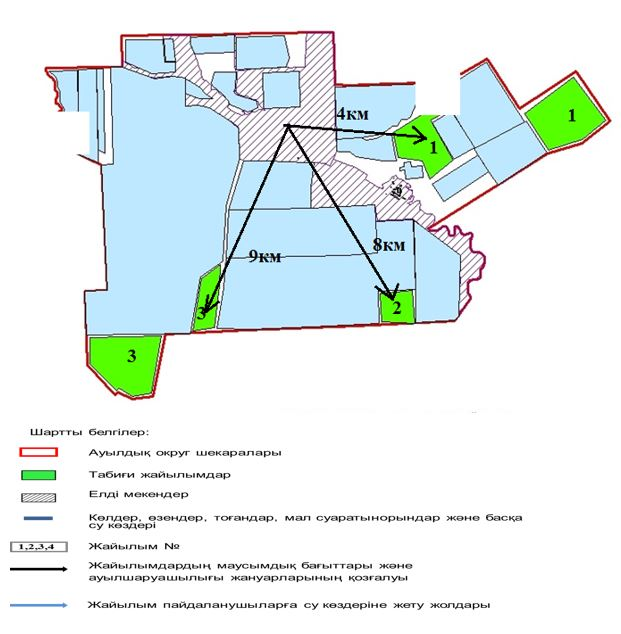 4км
1
1
8км
9км
3
2
3
Шартты белгілер:
Ауылдық округ шекаралары
Табиғи жайылымдар
Елді мекендер
Көлдер, өзендер, тоғандар, мал суаратынорындар және басқа
су көздері
1,2,3,4 Жайылым №
Жайылымдардың маусымдық бағыттары және
ауылшаруашылығы жануарларының қозғалуы
Жайылым пайдаланушыларға су көздеріне жету жолдары